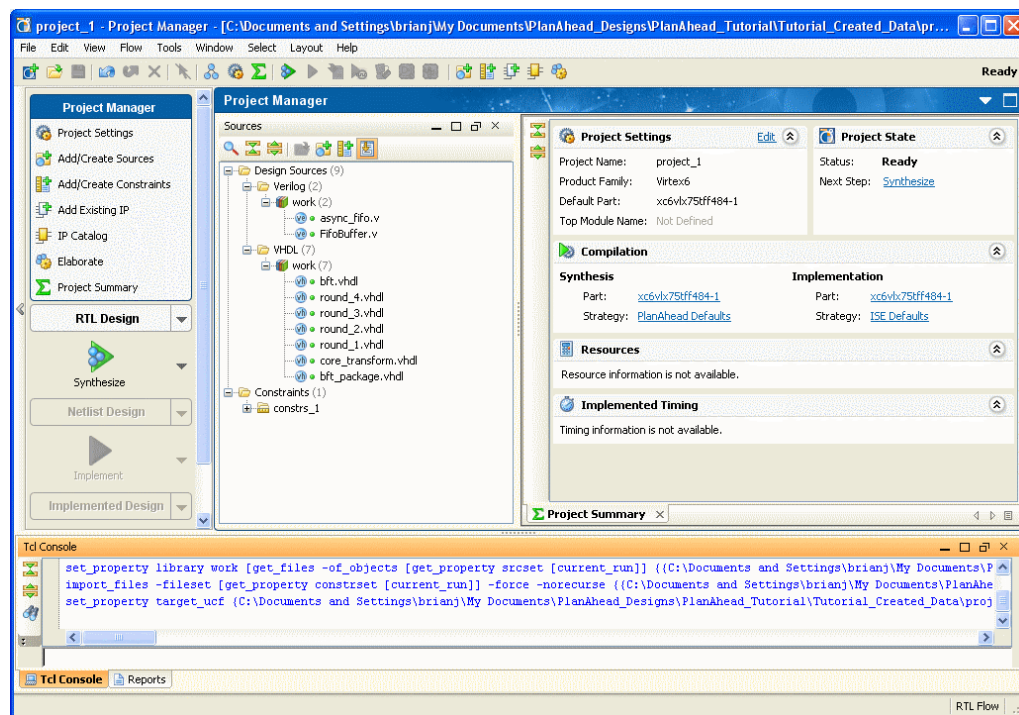 project_1 - Project Manager - [C:\Documents and Settings\brianj\My Documents\PlanAhead_Designs\PlanAhead_Tutorial\Tutorial_Created_Data\pr...
File Edit View Flow Tools Window Select Layout Help
Ready
Project Manager
Project Settings
Add/Create Sources
Add/Create Constraints
Add Existing IP
IP Catalog
Elaborate
Project Summary
RTL Design
Synthesize
Netlist Design
Implement
Implemented Design
Project Manager
Sources
Design Sources (9)
Verilog (2)
work (2)
async_fifo.v
FifoBuffer.v
VHDL (7)
work (7)
bft.vhdl
round_4.vhdl
round_3.vhdl
round_2.vhdl
round_1.vhdl
core_transform.vhdl
bft_package.vhdl
Constraints (1)
constrs_1
Project Settings Edit
Project Name: project_1
Product Family: Virtex6
Default Part: xc6vlx75tff484-1
Top Module Name: Not Defined
Project State
Status: Ready
Next Step: Synthesize
Compilation
Synthesis
Part: xc6vlx75tff484-1
Strategy: PlanAhead Defaults
Implementation
Part: xc6vlx75tff484-1
Strategy: ISE Defaults
Resources
Resource information is not available.
Implemented Timing
Timing information is not available.
Project Summary
Tcl Console
set_property library work [get_files -of_objects [get_property srcset [current_run]] {{C:\Documents and Settings\brianj\My Documents\P
import_files -fileset [get_property constrset [current_run]] -force -norecurse {{C:\Documents and Settings\brianj\My Documents\PlanAhe
set_property target_ucf {C:\Documents and Settings\brianj\My Documents\PlanAhead_Designs\PlanAhead_Tutorial\Tutorial_Created_Data\proj
Tcl Console Reports
RTL Flow